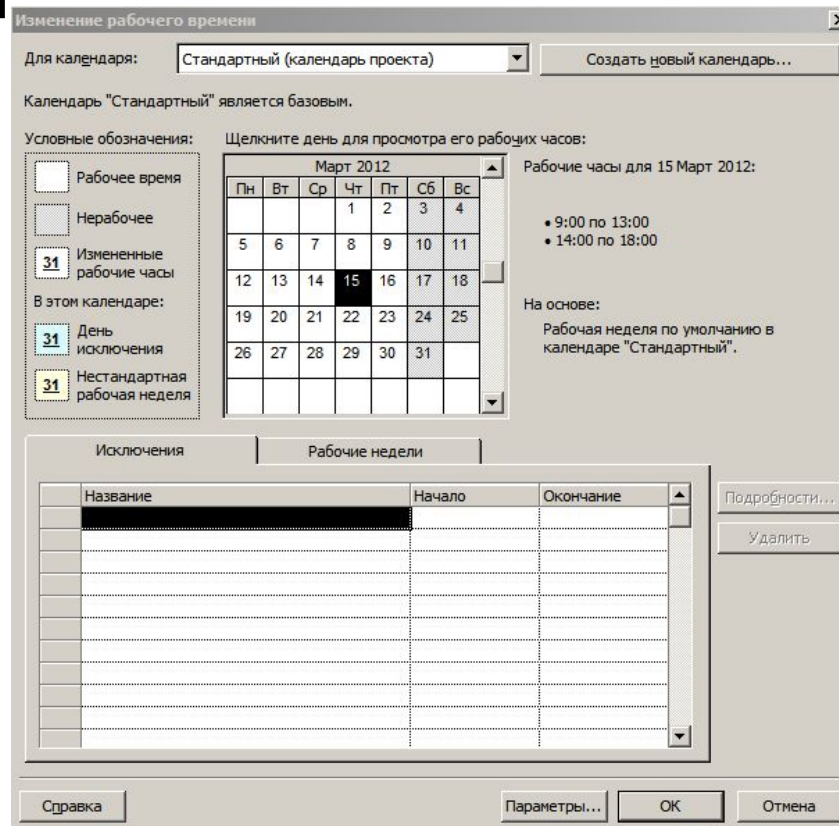 Изменение рабочего времени
Для календаря:
Стандартный (календарь проекта)
Создать новый календарь...
Календарь "Стандартный" является базовым.
Условные обозначения:
Рабочее время
Нерабочее
31 Измененные
рабочие часы
В этом календаре:
31 День
исключения
31 Нестандартная
рабочая неделя
Щелкните день для просмотра его рабочих часов:
Март 2012
Пн Вт Ср Чт Пт Сб Вс
1 2 3 4
5 6 7 8 9 10 11
12 13 14 15 16 17 18
19 20 21 22 23 24 25
26 27 28 29 30 31
Рабочие часы для 15 Март 2012:
• 9:00 по 13:00
• 14:00 по 18:00
На основе:
Рабочая неделя по умолчанию в
календаре "Стандартный".
Исключения Рабочие недели
Название Начало Окончание
Подробности...
Удалить
Справка Параметры... ОК Отмена